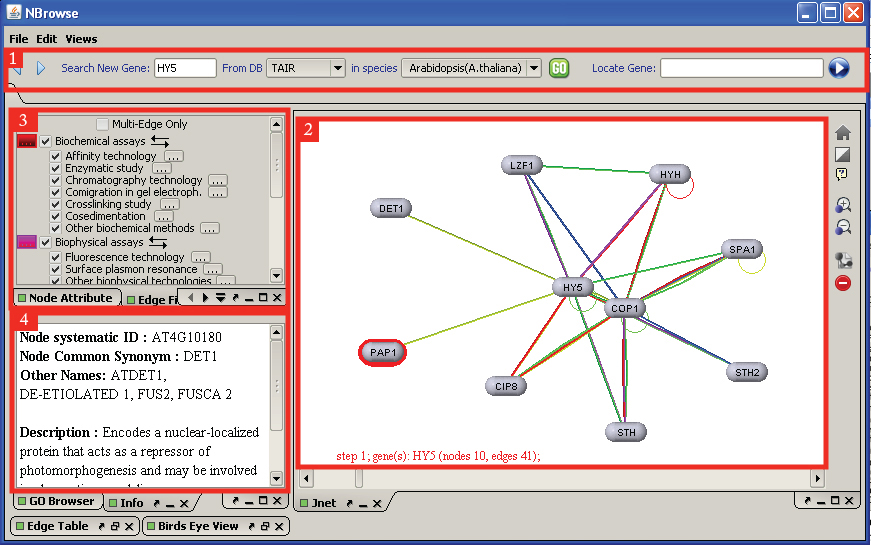 NBrowse
File Edit Views
1
Search New Gene: HY5 From DB TAIR in species Arabidopsis(A.thaliana) GO Locate Gene:
3
Multi-Edge Only
Biochemical assays
Affinity technology ...
Enzymatic study ...
Chromatography technology ...
Comigration in gel electroph. ...
Crosslinking study ...
Cosedimentation ...
Other biochemical methods ...
Biophysical assays
Fluorescence technology ...
Surface plasmon resonance ...
Other biophysical technologies ...
Node Attribute Edge Fi
4
Node systematic ID : AT4G10180
Node Common Synonym : DET1
Other Names: ATDET1,
DE-ETIOLATED 1, FUS2, FUSCA 2
Description : Encodes a nuclear-localized
protein that acts as a repressor of
photomorphogenesis and may be involved
GO Browser Info
Edge Table Birds Eye View
2
LZF1
HYH
DET1
SPA1
HY5
COP1
PAP1
STH2
CIP8
STH
step 1; gene(s): HY5 (nodes 10, edges 41);
Jnet